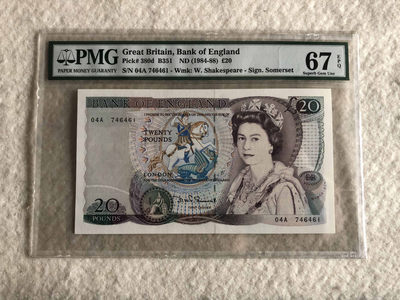 PMG
PAPER MONEY GUARANTY
Great Britain, Bank of England
Pick# 380d B351 ND (1984-88) £20
S/N 04A 746461 - Wmk: W. Shakespeare - Sign. Somerset
67 EPQ
Superb Gem Unc
BANK OF ENGLAND
£20
04A 746461
TWENTY
POUNDS
LONDON
20
POUNDS
04A 746461